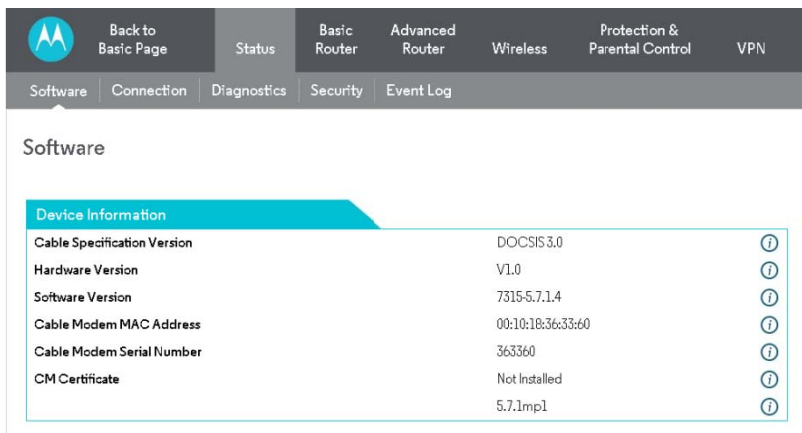 Back to Basic Page
Status
Basic Router
Advanced Router
Wireless
Protection & Parental Control
VPN
Software
Connection
Diagnostics
Security
Event Log
Software
Device Information
Cable Specification Version DOCSIS 3.0
Hardware Version V1.0
Software Version 7315-5.7.1.4
Cable Modem MAC Address 00:10:18:36:33:60
Cable Modem Serial Number 363360
CM Certificate Not Installed
5.7.1mp1